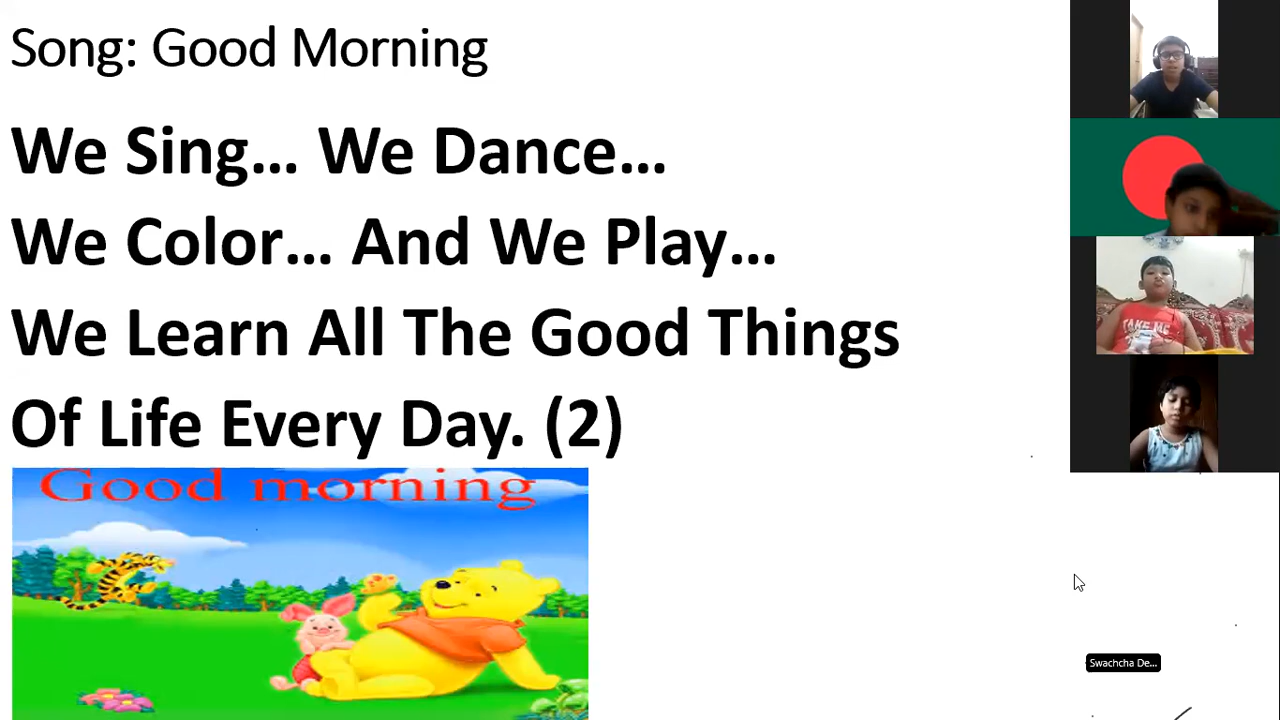 Song: Good Morning
We Sing… We Dance…
We Color… And We Play…
We Learn All The Good Things
Of Life Every Day. (2)
Good morning
TAKE ME
Swachcha De...